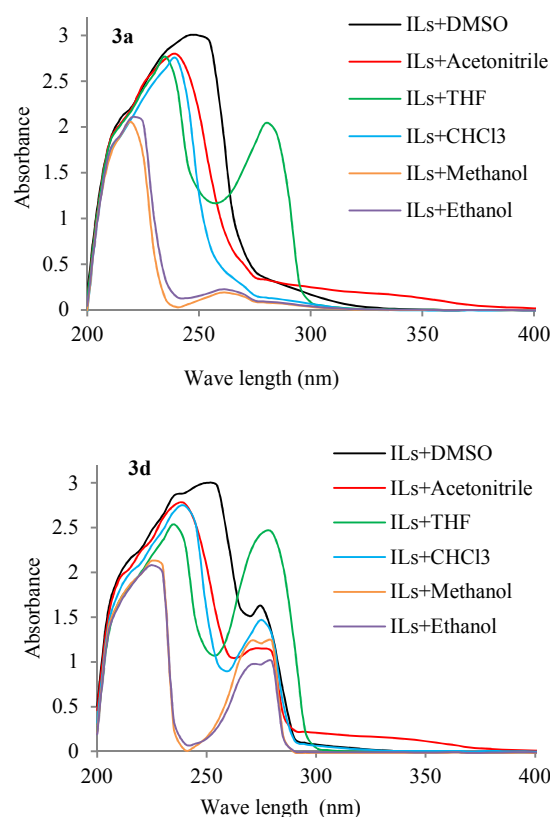 3a
ILs+DMSO
ILs+Acetonitrile
ILs+THF
ILs+CHCl3
ILs+Methanol
ILs+Ethanol
Absorbance
3
2.5
2
1.5
1
0.5
0
200 250 300 350 400
Wave length (nm)
3d
ILs+DMSO
ILs+Acetonitrile
ILs+THF
ILs+CHCl3
ILs+Methanol
ILs+Ethanol
Absorbance
3
2.5
2
1.5
1
0.5
0
200 250 300 350 400
Wave length (nm)